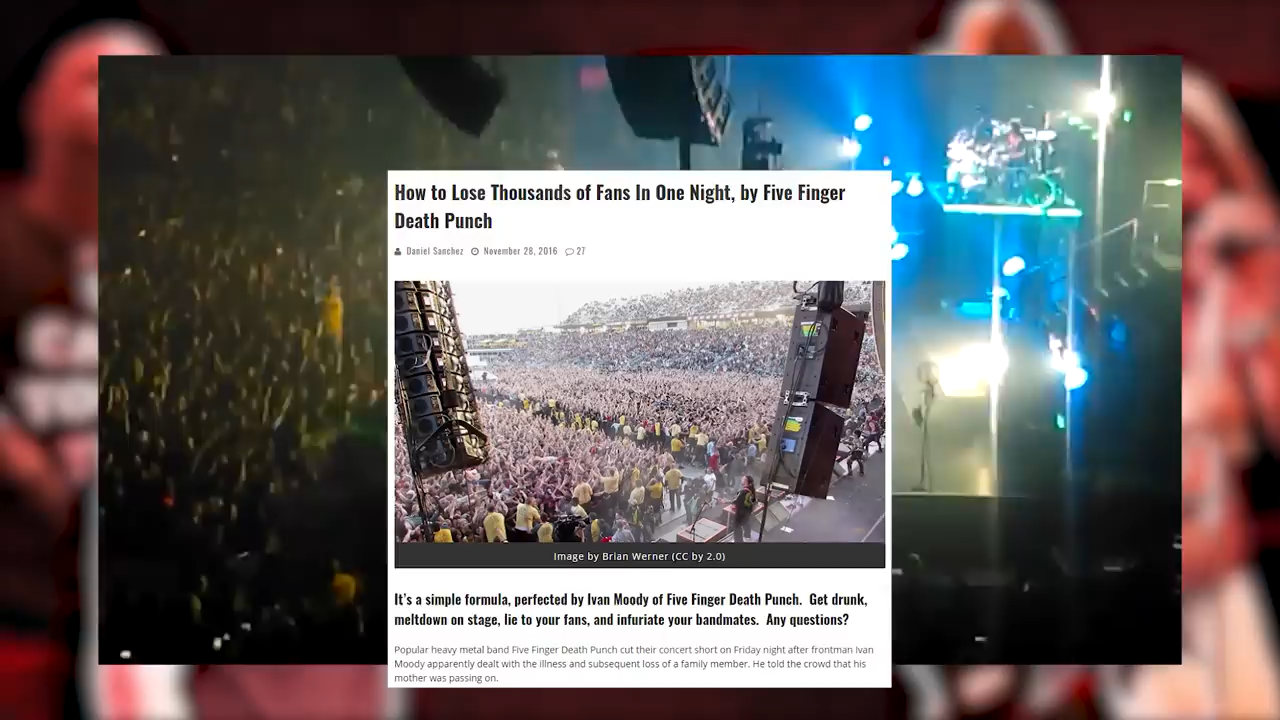 How to Lose Thousands of Fans In One Night, by Five Finger
Death Punch
Daniel Sanchez November 28, 2016 27
Image by Brian Werner (CC by 2.0)
It's a simple formula, perfected by Ivan Moody of Five Finger Death Punch. Get drunk,
meltdown on stage, lie to your fans, and infuriate your bandmates. Any questions?
Popular heavy metal band Five Finger Death Punch cut their concert short on Friday night after frontman Ivan
Moody apparently dealt with the illness and subsequent loss of a family member. He told the crowd that his
mother was passing on.